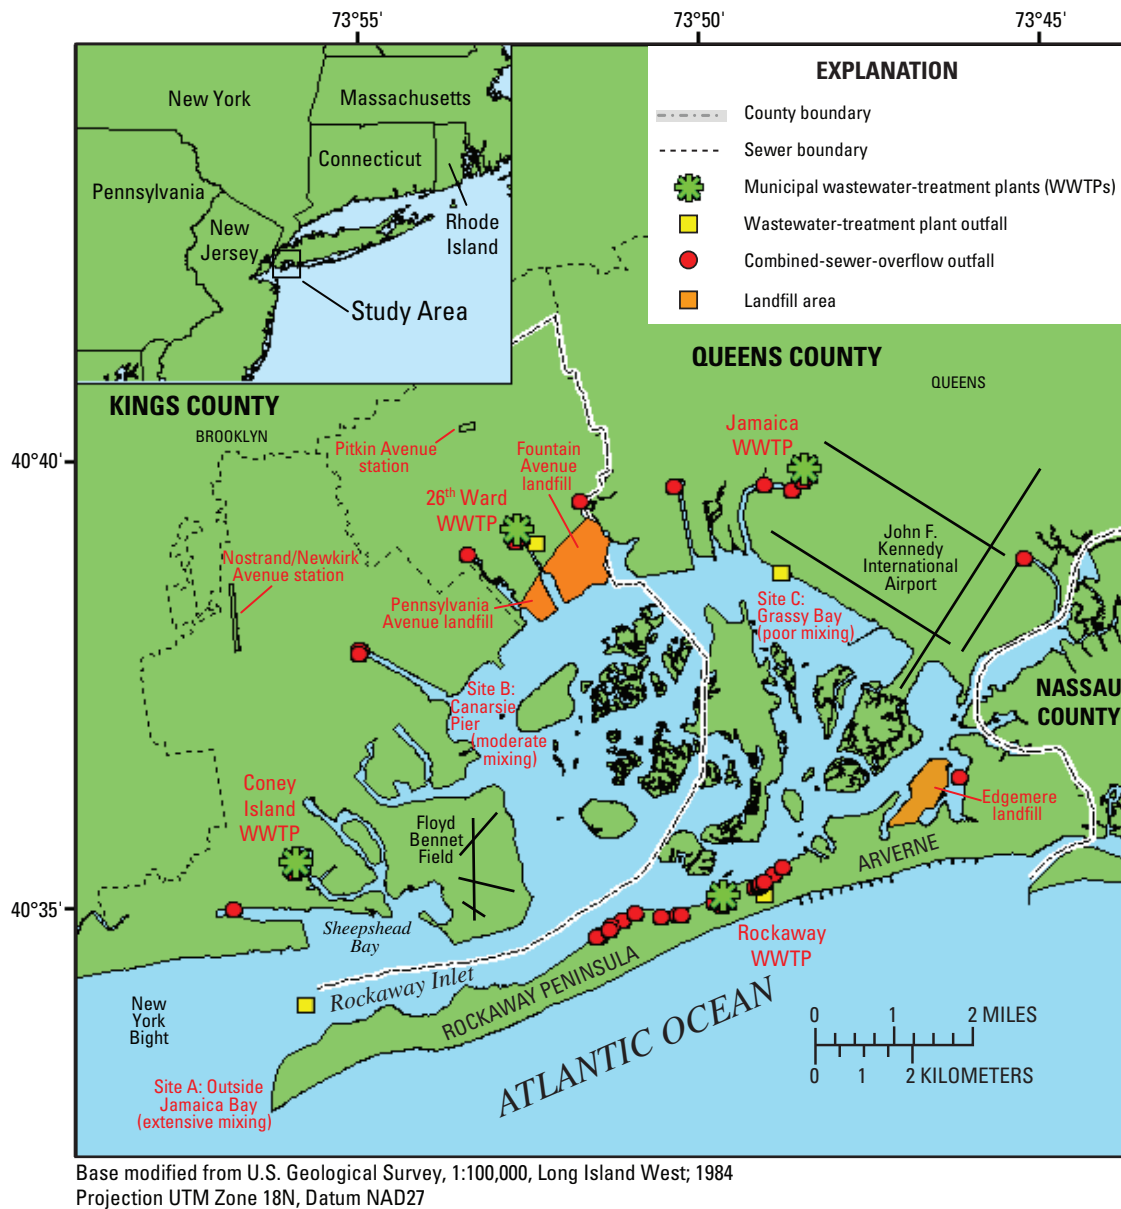 73°55'
73°50'
73°45'
New York
Massachusetts
Connecticut
Pennsylvania
Rhode
Island
New
Jersey
Study Area
EXPLANATION
County boundary
Sewer boundary
Municipal wastewater-treatment plants (WWTPs)
Wastewater-treatment plant outfall
Combined-sewer-overflow outfall
Landfill area
QUEENS COUNTY
QUEENS
KINGS COUNTY
BROOKLYN
40°40'
Pitkin Avenue
station
Fountain
Avenue
landfill
Jamaica
WWTP
26th Ward
WWTP
Nostrand/Newkirk
Avenue station
John F.
Kennedy
International
Airport
Pennsylvania
Avenue landfill
Site C:
Grassy Bay
(poor mixing)
Site B:
Canarsie
Pier
(moderate
mixing)
NASSAU
COUNTY
Coney
Island
WWTP
Floyd
Bennet
Field
Edgemere
landfill
ARVERNE
40°35'
Sheepshead
Bay
Rockaway
WWTP
Rockaway Inlet
ROCKAWAY PENINSULA
New
York
Bight
ATLANTIC OCEAN
0 1 2 MILES
0 1 2 KILOMETERS
Site A: Outside
Jamaica Bay
(extensive mixing)
Base modified from U.S. Geological Survey, 1:100,000, Long Island West; 1984
Projection UTM Zone 18N, Datum NAD27